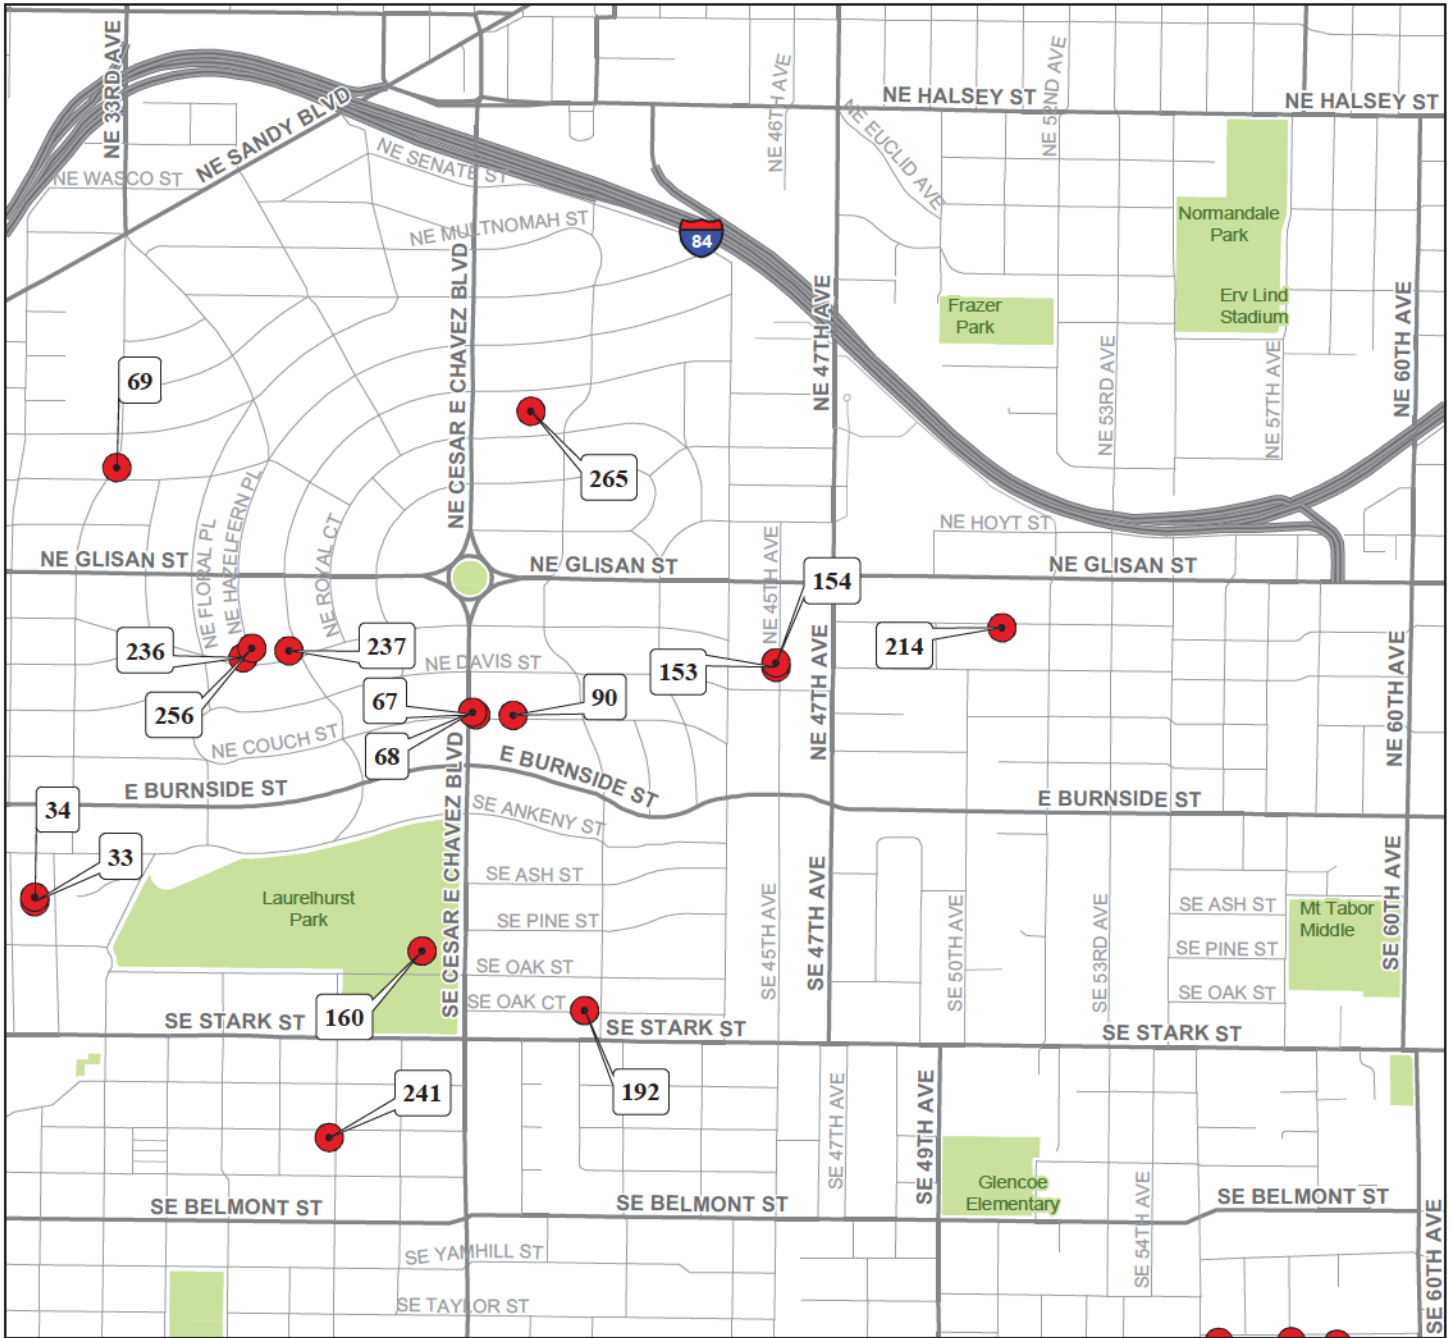 NE 33RD AVE
NE SANDY BLVD
NE WASCO ST
NE SENATE ST
NE MULTNOMAH ST
NE 46TH AVE
NE HALSEY ST
NE EUCLID AVE
NE 52ND AVE
NE HALSEY ST
84
Normandale
Park
Erv Lind
Stadium
Frazer
Park
NE CESAR E CHAVEZ BLVD
NE 47TH AVE
NE 53RD AVE
NE 57TH AVE
NE 60TH AVE
69
265
NE FLORAL PL
NE HAZELFERN PL
NE ROYAL CT
NE HOYT ST
NE GLISAN ST
NE GLISAN ST
NE GLISAN ST
NE 45TH AVE
154
236
237
153
214
NE DAVIS ST
NE 47TH AVE
NE 60TH AVE
256
67
90
68
NE COUCH ST
E BURNSIDE ST
E BURNSIDE ST
E BURNSIDE ST
34
33
SE ANKENY ST
SE CESAR E CHAVEZ BLVD
SE ASH ST
SE PINE ST
SE OAK ST
SE OAK CT
Laurelhurst
Park
SE 45TH AVE
SE 47TH AVE
SE 50TH AVE
SE 53RD AVE
SE ASH ST
SE PINE ST
SE OAK ST
Mt Tabor
Middle
SE 60TH AVE
160
SE STARK ST
SE STARK ST
SE STARK ST
241
192
SE 47TH AVE
SE 49TH AVE
Glencoe
Elementary
SE 54TH AVE
SE BELMONT ST
SE BELMONT ST
SE BELMONT ST
SE YAMHILL ST
SE TAYLOR ST
SE 60TH AVE